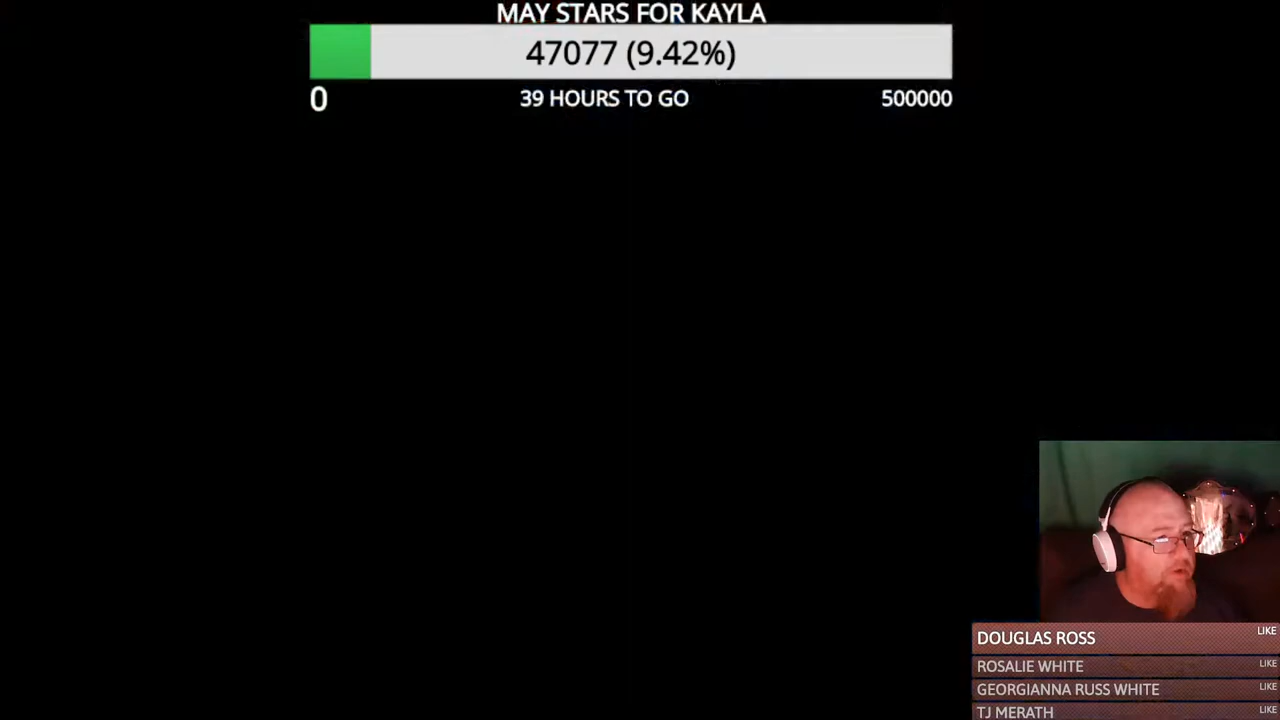 MAY STARS FOR KAYLA
47077 (9.42%)
0 39 HOURS TO GO 500000
DOUGLAS ROSS LIKE
ROSALIE WHITE LIKE
GEORGIANNA RUSS WHITE LIKE
TJ MERATH LIKE